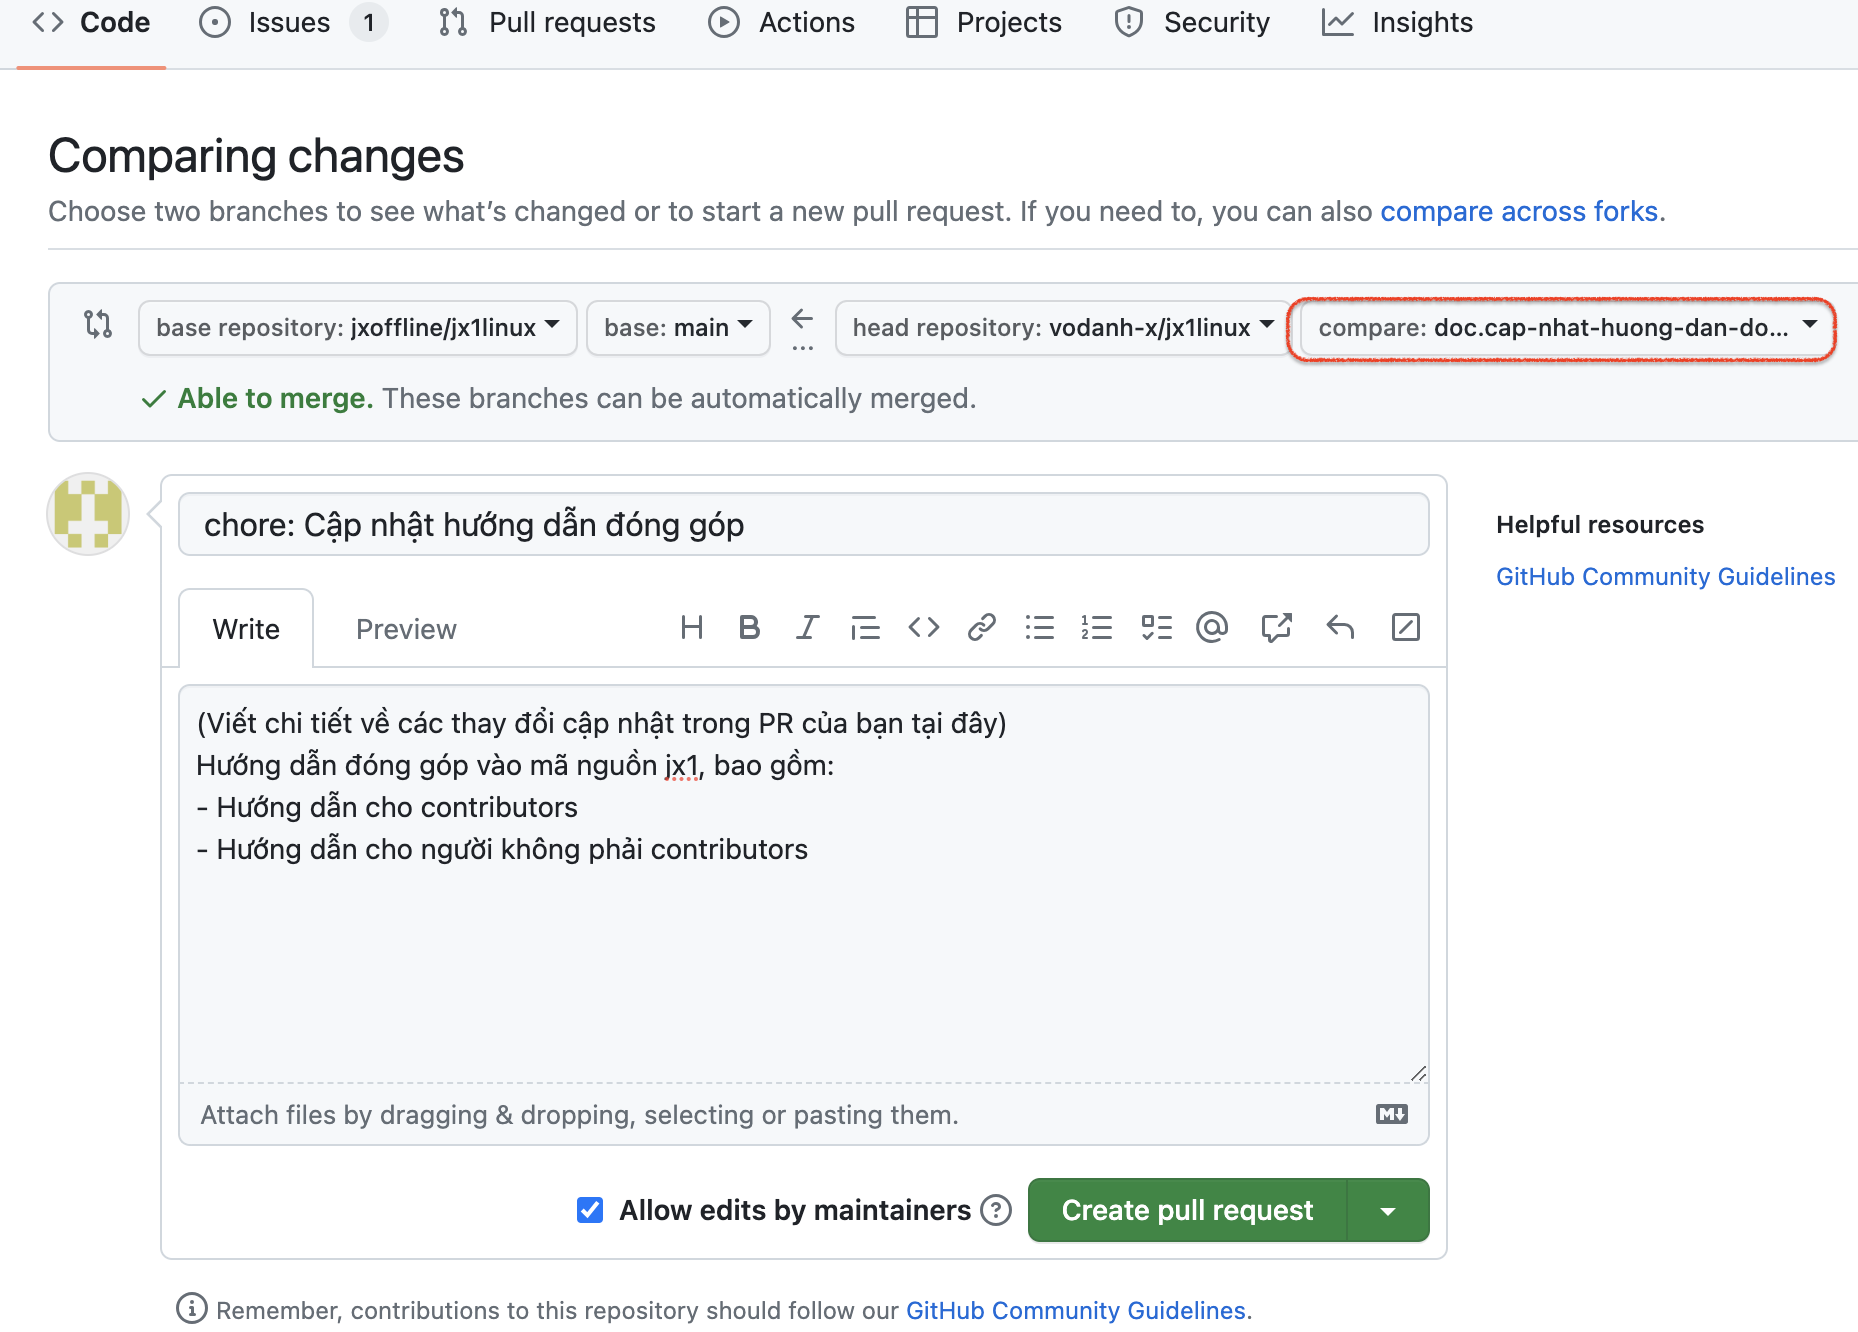 Code Issues 1 Pull requests Actions Projects Security Insights
Comparing changes
Choose two branches to see what's changed or to start a new pull request. If you need to, you can also compare across forks.
base repository: jxoffline/jx1linux base: main ... head repository: vodanh-x/jx1linux compare: doc.cap-nhat-huong-dan-do...
Able to merge. These branches can be automatically merged.
chore: Cập nhật hướng dẫn đóng góp
Helpful resources
GitHub Community Guidelines
Write Preview
(Viết chi tiết về các thay đổi cập nhật trong PR của bạn tại đây)
Hướng dẫn đóng góp vào mã nguồn jx1, bao gồm:
- Hướng dẫn cho contributors
- Hướng dẫn cho người không phải contributors
Attach files by dragging & dropping, selecting or pasting them.
Allow edits by maintainers Create pull request
Remember, contributions to this repository should follow our GitHub Community Guidelines.